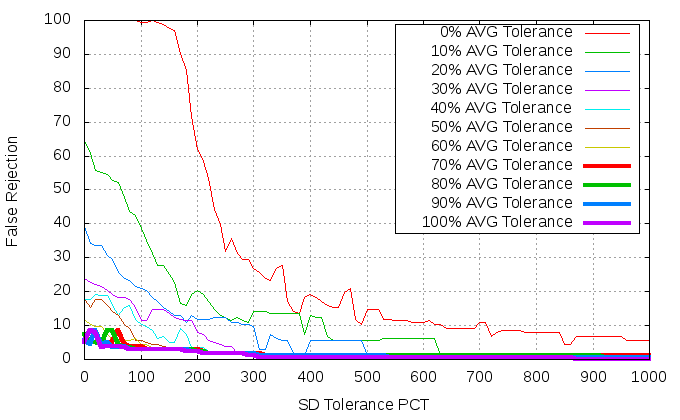 100
90
80
70
60
50
40
30
20
10
0
False Rejection
0% AVG Tolerance
10% AVG Tolerance
20% AVG Tolerance
30% AVG Tolerance
40% AVG Tolerance
50% AVG Tolerance
60% AVG Tolerance
70% AVG Tolerance
80% AVG Tolerance
90% AVG Tolerance
100% AVG Tolerance
0 100 200 300 400 500 600 700 800 900 1000
SD Tolerance PCT